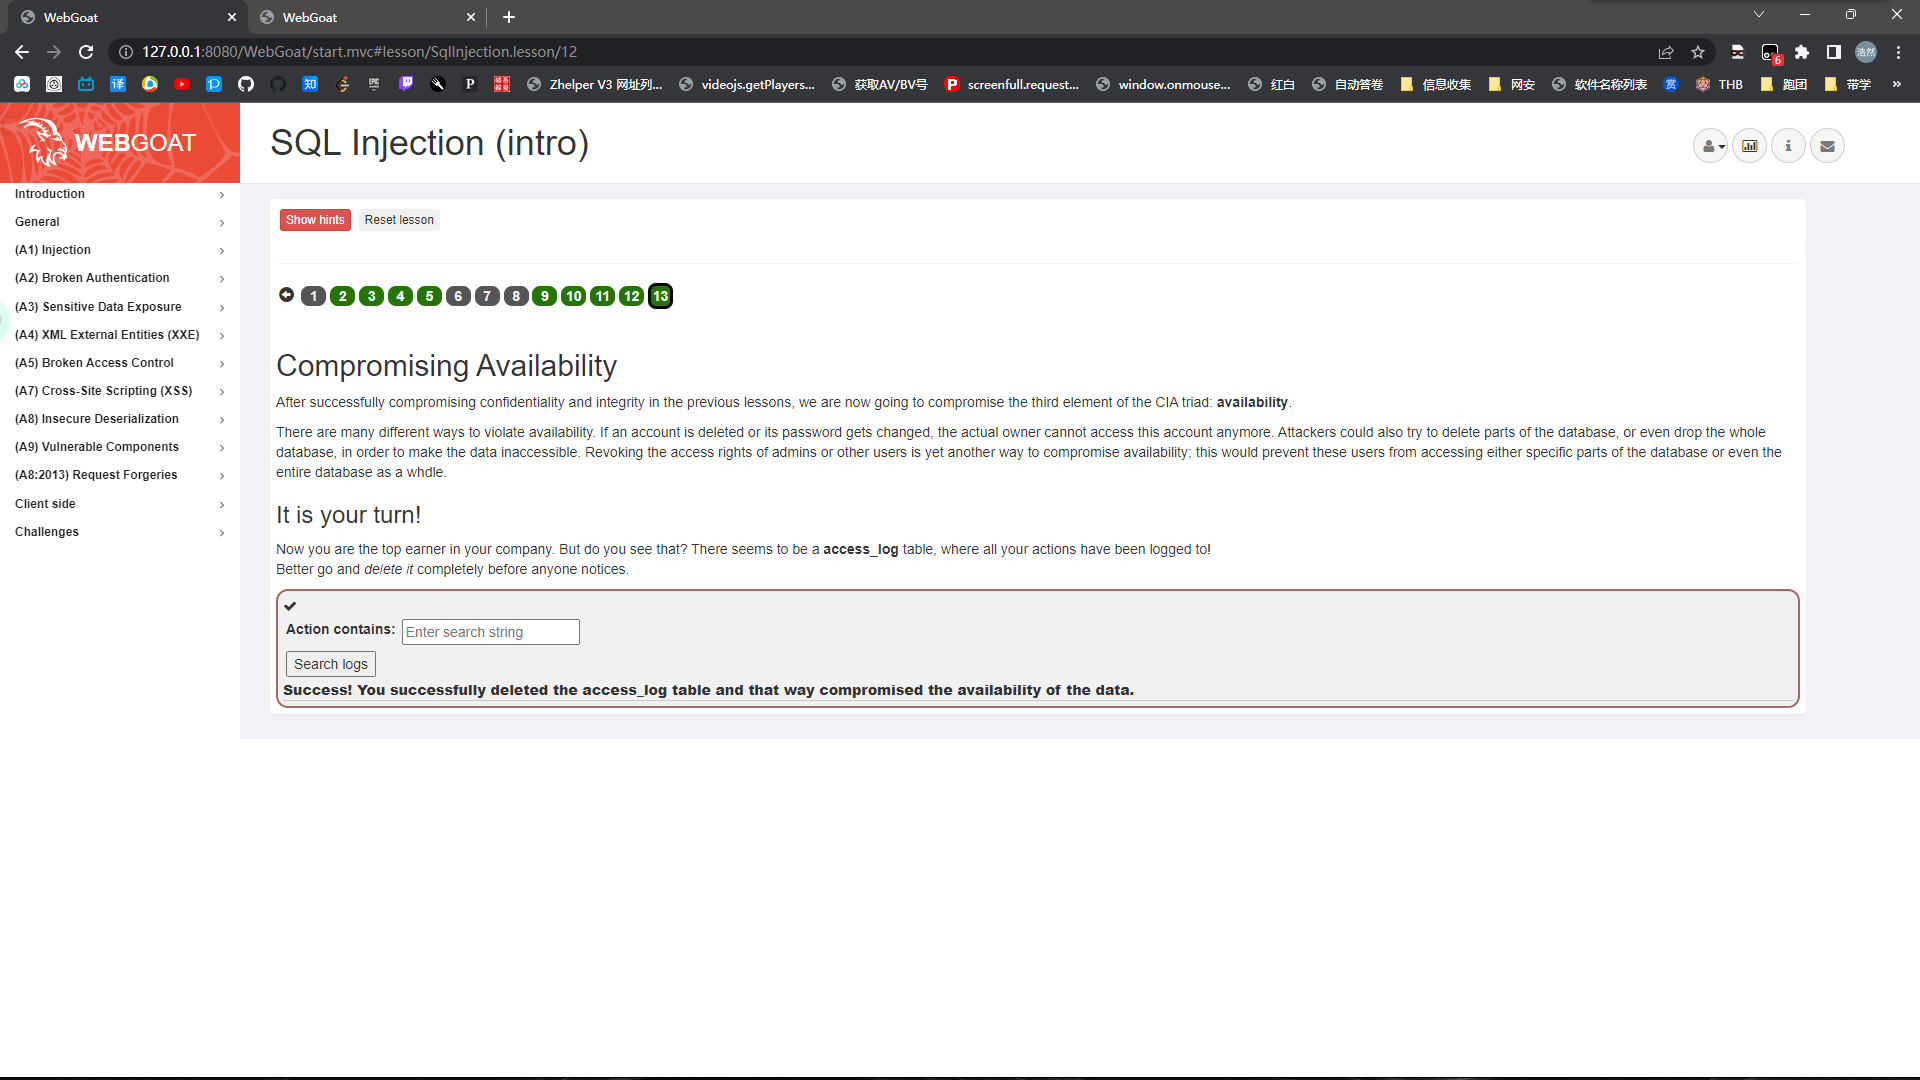 WebGoat
WebGoat
127.0.0.1:8080/WebGoat/start.mvc#lesson/SqlInjection.lesson/12
6
浩然
译
知
EPIC
P
Zhelper V3 网址列...
videojs.getPlayers...
获取AV/BV号
P
screenfull.request...
window.onmouse...
红白
自动答卷
信息收集
网安
软件名称列表
赏
THB
跑团
带学
»
WEBGOAT
SQL Injection (intro)
Introduction
General
(A1) Injection
(A2) Broken Authentication
(A3) Sensitive Data Exposure
(A4) XML External Entities (XXE)
(A5) Broken Access Control
(A7) Cross-Site Scripting (XSS)
(A8) Insecure Deserialization
(A9) Vulnerable Components
(A8:2013) Request Forgeries
Client side
Challenges
Show hints
Reset lesson
1 2 3 4 5 6 7 8 9 10 11 12 13
Compromising Availability
After successfully compromising confidentiality and integrity in the previous lessons, we are now going to compromise the third element of the CIA triad: availability.
There are many different ways to violate availability. If an account is deleted or its password gets changed, the actual owner cannot access this account anymore. Attackers could also try to delete parts of the database, or even drop the whole
database, in order to make the data inaccessible. Revoking the access rights of admins or other users is yet another way to compromise availability; this would prevent these users from accessing either specific parts of the database or even the
entire database as a whdle.
It is your turn!
Now you are the top earner in your company. But do you see that? There seems to be a access_log table, where all your actions have been logged to!
Better go and delete it completely before anyone notices.
Action contains:
Enter search string
Search logs
Success! You successfully deleted the access_log table and that way compromised the availability of the data.